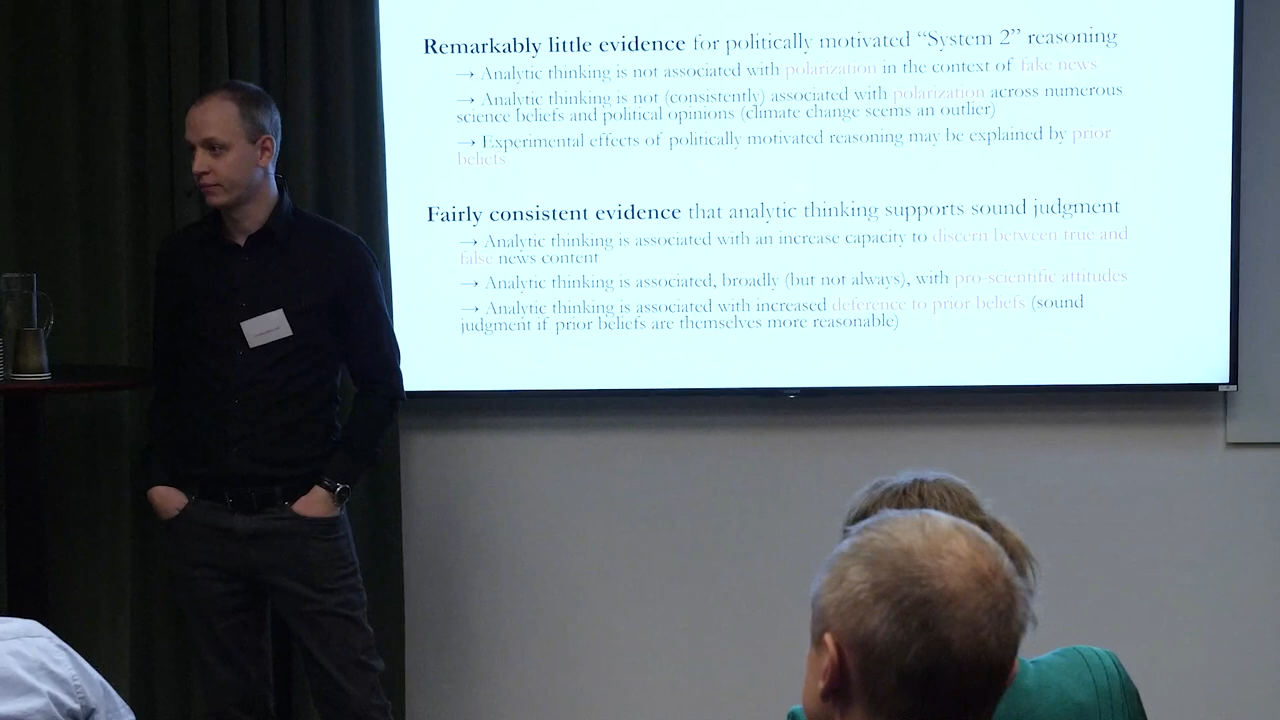 Remarkably little evidence for politically motivated “System 2” reasoning
→ Analytic thinking is not associated with polarization in the context of fake news
→ Analytic thinking is not (consistently) associated with polarization across numerous
science beliefs and political opinions (climate change seems an outlier)
→ Experimental effects of politically motivated reasoning may be explained by prior
beliefs
Fairly consistent evidence that analytic thinking supports sound judgment
→ Analytic thinking is associated with an increase capacity to discern between true and
false news content
→ Analytic thinking is associated, broadly (but not always), with pro-scientific attitudes
→ Analytic thinking is associated with increased deference to prior beliefs (sound
judgment if prior beliefs are themselves more reasonable)